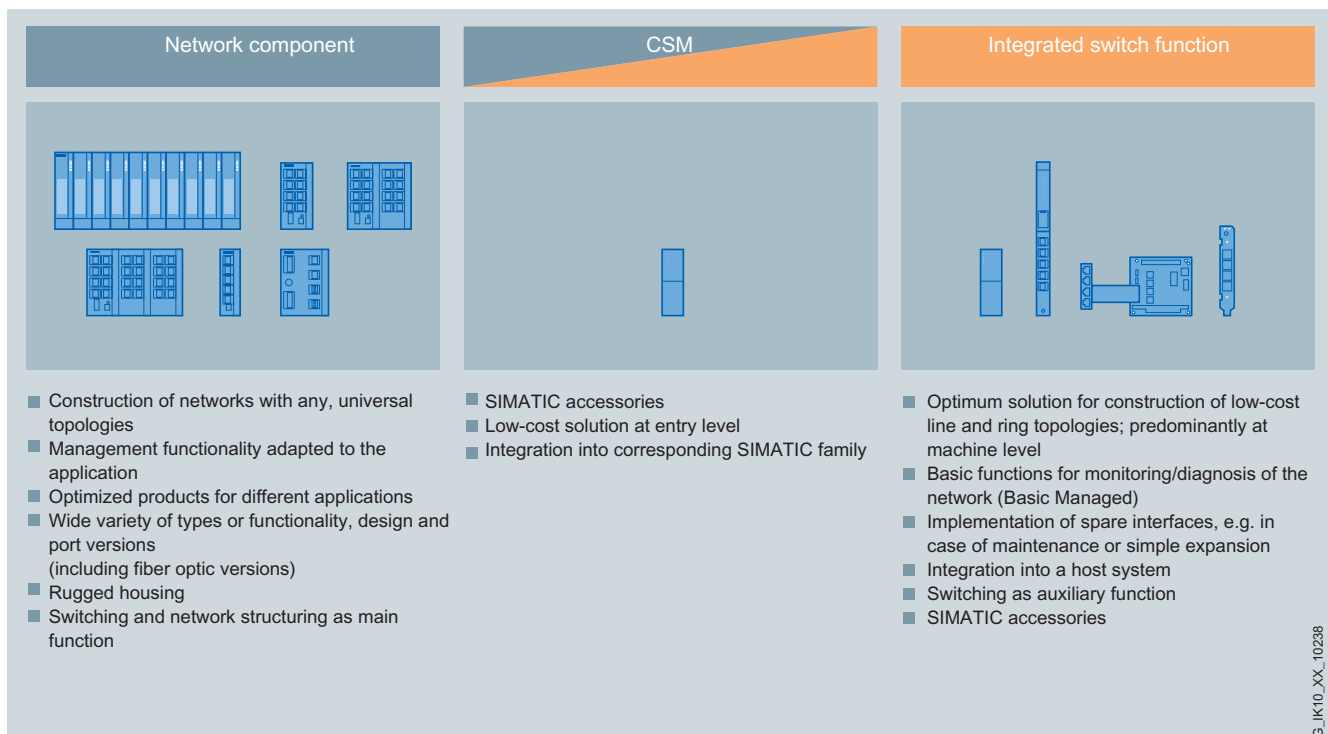 Network component
CSM
Integrated switch function
Construction of networks with any, universal
topologies
Management functionality adapted to the
application
Optimized products for different applications
Wide variety of types or functionality, design and
port versions
(including fiber optic versions)
Rugged housing
Switching and network structuring as main
function
SIMATIC accessories
Low-cost solution at entry level
Integration into corresponding SIMATIC family
Optimum solution for construction of low-cost
line and ring topologies; predominantly at
machine level
Basic functions for monitoring/diagnosis of the
network (Basic Managed)
Implementation of spare interfaces, e.g. in
case of maintenance or simple expansion
Integration into a host system
Switching as auxiliary function
SIMATIC accessories
G_IK10_XX_10238